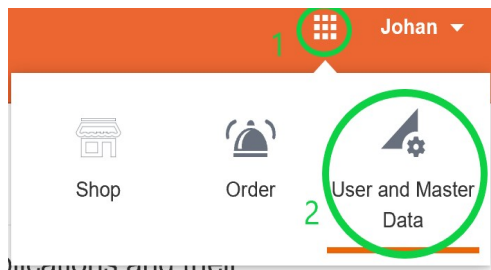 1
Johan
Shop
Order
User and Master
Data
2